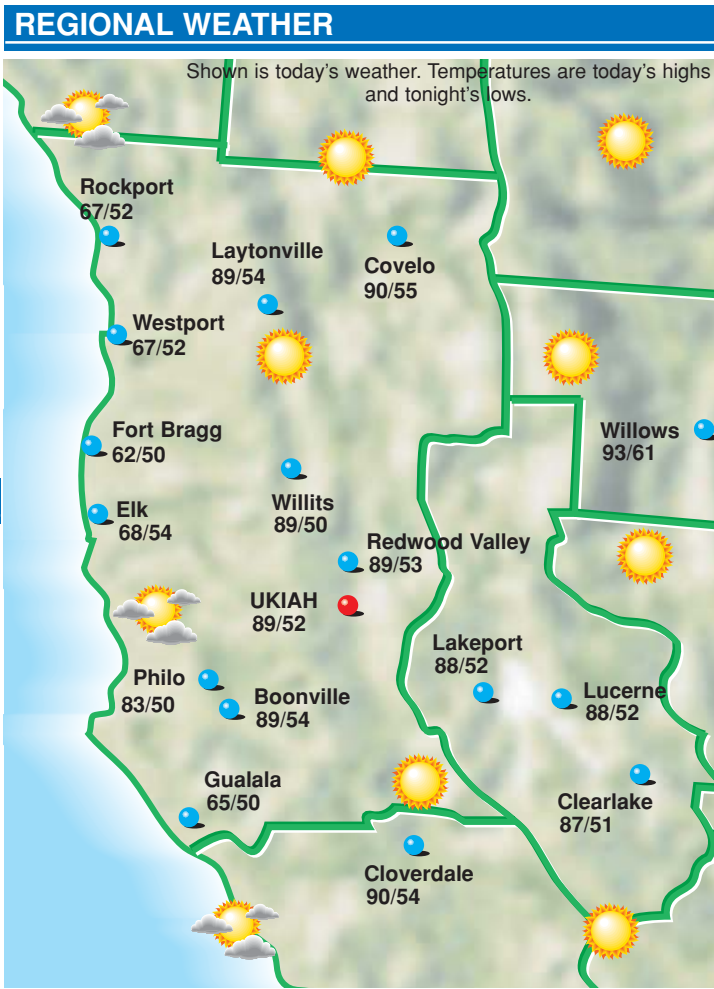 REGIONAL WEATHER
Shown is today's weather. Temperatures are today's highs
and tonight's lows.
Rockport
67/52
Laytonville
89/54
Covelo
90/55
Westport
67/52
Fort Bragg
62/50
Willows
93/61
Willits
89/50
Elk
68/54
Redwood Valley
89/53
UKIAH
89/52
Lakeport
88/52
Philo
83/50
Boonville
89/54
Lucerne
88/52
Gualala
65/50
Clearlake
87/51
Cloverdale
90/54